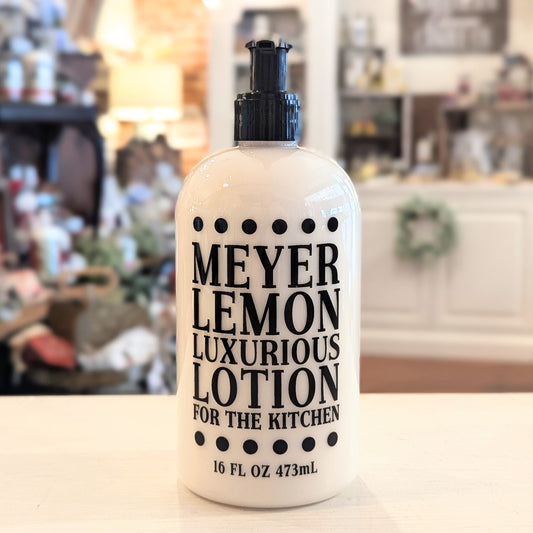 MEYER
LEMON
LUXURIOUS
LOTION
FOR THE KITCHEN
16 FL OZ 473mL